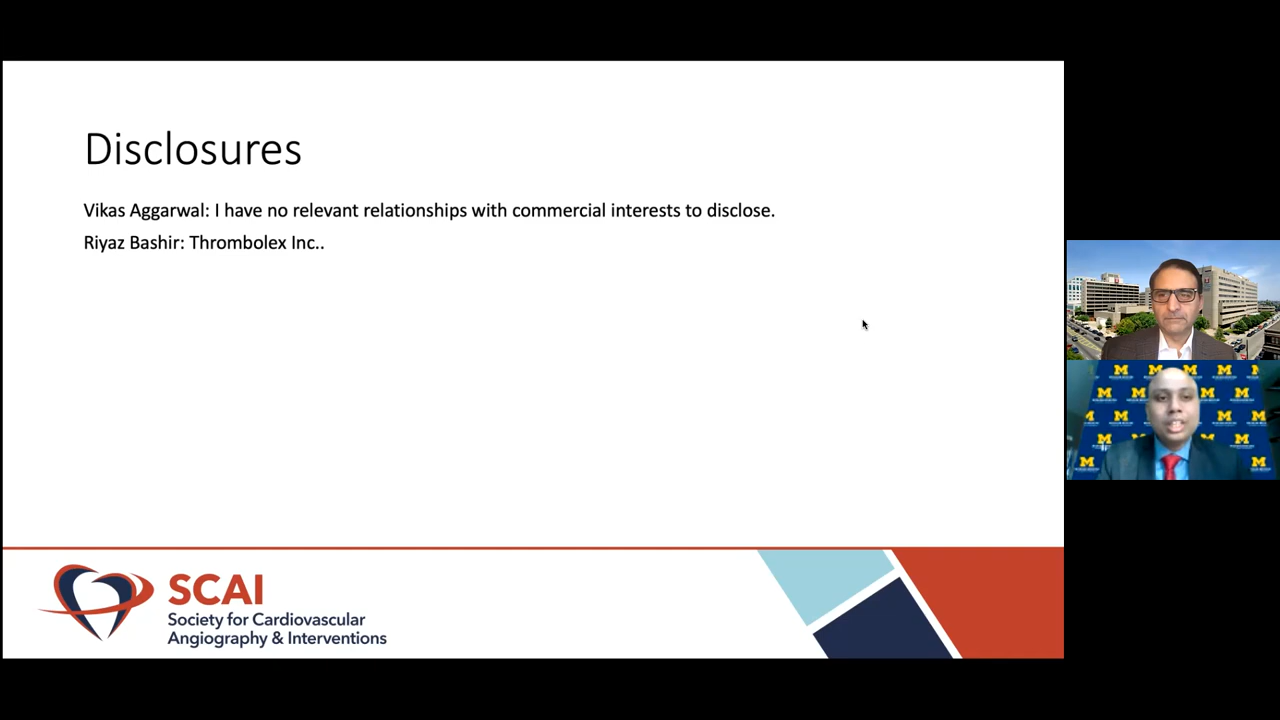 Disclosures
Vikas Aggarwal: I have no relevant relationships with commercial interests to disclose.
Riyaz Bashir: Thrombolex Inc..
SCAI
Society for Cardiovascular
Angiography & Interventions